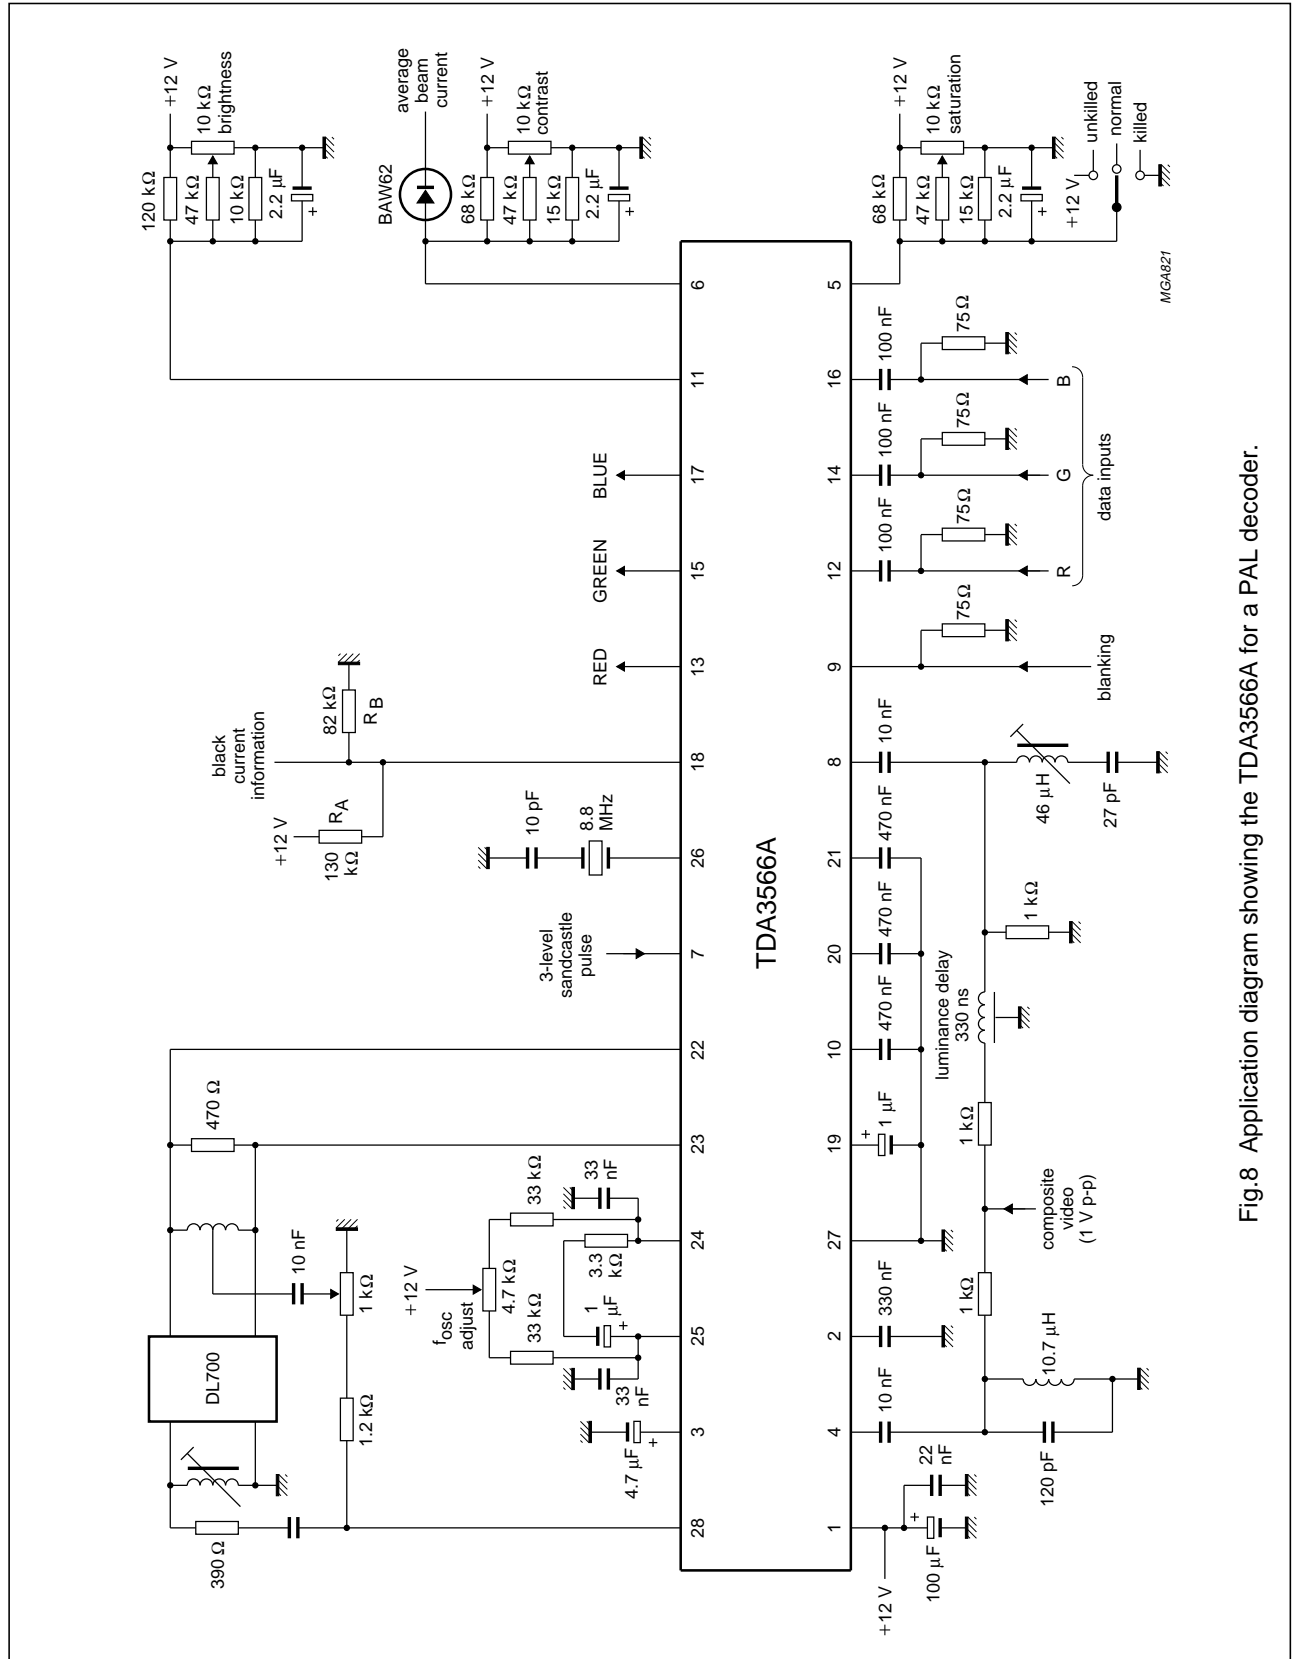 +12 V
120 kΩ
10 kΩ
brightness
47 kΩ
10 kΩ
2.2 µF
+
average
beam
current
BAW62
+12 V
68 kΩ
10 kΩ
contrast
47 kΩ
15 kΩ
2.2 µF
+
6
11
17
BLUE
15
GREEN
13
RED
black
current
information
82 kΩ
R B
18
+12 V
RA
130
kΩ
10 pF
8.8
MHz
26
3-level
sandcastle
pulse
7
22
470 Ω
23
10 nF
1 kΩ
DL700
1.2 kΩ
390 Ω
+12 V
fosc
adjust
4.7 kΩ
33 kΩ
33 kΩ
33
nF
3.3
kΩ
24
1
µF
+
25
33
nF
4.7 µF
+
3
28
TDA3566A
5
68 kΩ
+12 V
10 kΩ
saturation
47 kΩ
15 kΩ
2.2 µF
+
+12 V
unkilled
normal
killed
MGA821
16
100 nF
75Ω
B
14
100 nF
75Ω
G
12
100 nF
75Ω
R
data inputs
9
75Ω
blanking
8
10 nF
46 µH
27 pF
21
470 nF
20
470 nF
10
470 nF
1 kΩ
luminance delay
330 ns
19
+
1 µF
1 kΩ
27
composite
video
(1 V p-p)
2
330 nF
1 kΩ
10.7 µH
4
10 nF
120 pF
1
22
nF
+
100 µF
+12 V
Fig.8 Application diagram showing the TDA3566A for a PAL decoder.